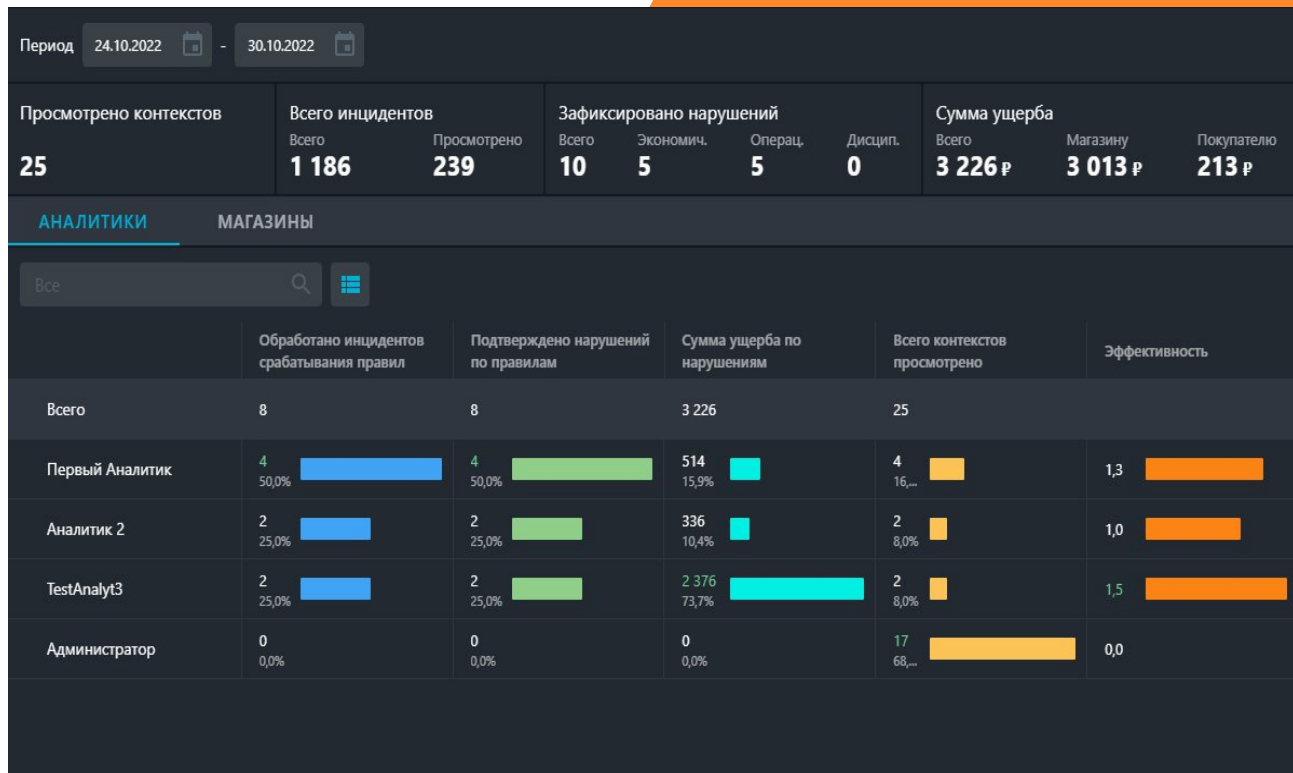 Период 24.10.2022 - 30.10.2022
Просмотрено контекстов Всего инцидентов Зафиксировано нарушений Сумма ущерба
Всего Просмотрено Всего Экономич. Операц. Дисцип. Всего Магазину Покупателю
25 1 186 239 10 5 5 0 3 226 ₽ 3 013 ₽ 213 ₽
АНАЛИТИКИ МАГАЗИНЫ
Все
Обработано инцидентов Подтверждено нарушений Сумма ущерба по Всего контекстов Эффективность
срабатывания правил по правилам нарушениям просмотрено
Всего 8 8 3 226 25
Первый Аналитик 4 4 514 4 1,3
50,0% 50,0% 15,9% 16,...
Аналитик 2 2 2 336 2 1,0
25,0% 25,0% 10,4% 8,0%
TestAnalyt3 2 2 2 376 2 1,5
25,0% 25,0% 73,7% 8,0%
Администратор 0 0 0 17 0,0
0,0% 0,0% 0,0% 68,...